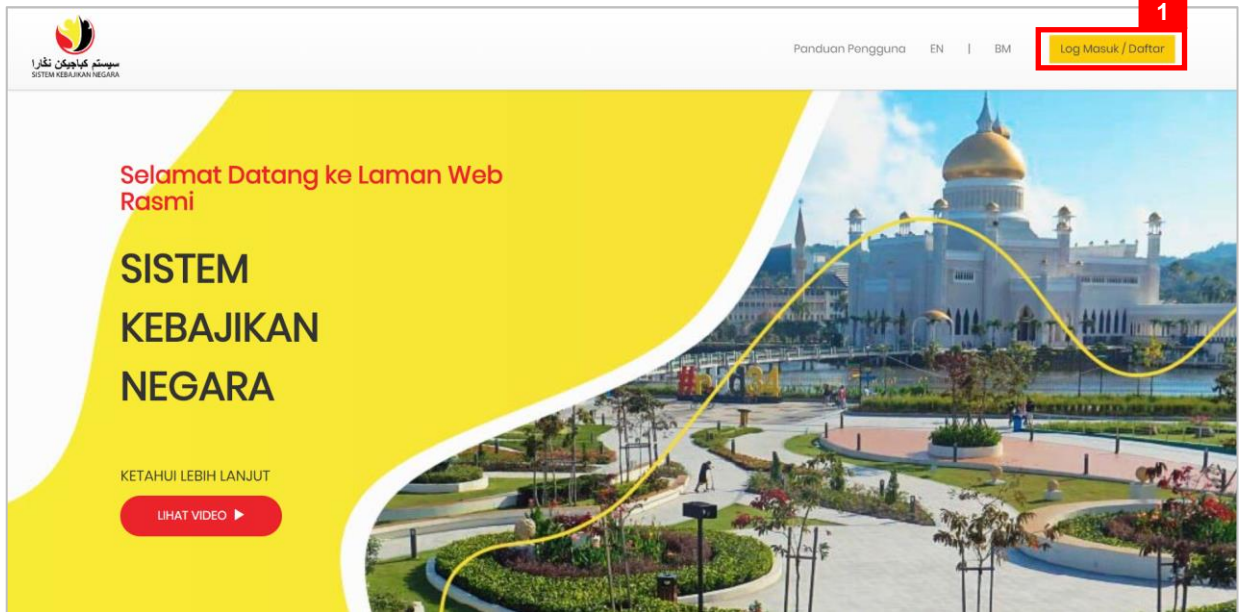 1
سيستم كباجيكن نݢارا
SISTEM KEBAJIKAN NEGARA
Panduan Pengguna EN | BM Log Masuk / Daftar
Selamat Datang ke Laman Web
Rasmi
SISTEM
KEBAJIKAN
NEGARA
KETAHUI LEBIH LANJUT
LIHAT VIDEO